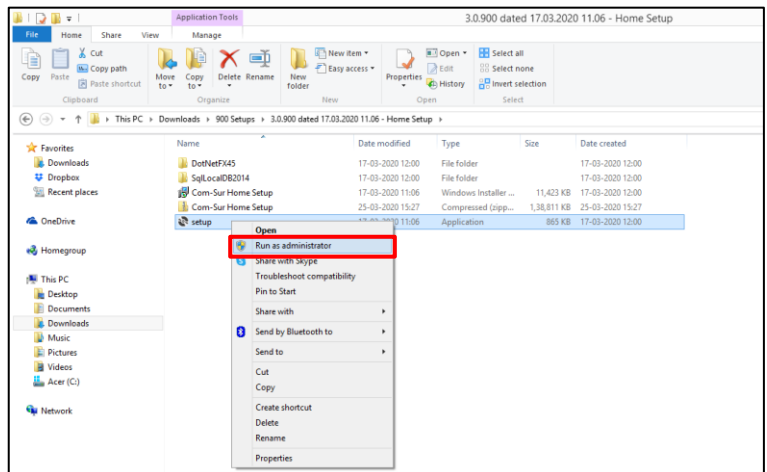 Application Tools
3.0.900 dated 17.03.2020 11.06 - Home Setup
File Home Share View Manage
Copy
Paste
Cut
Copy path
Paste shortcut
Clipboard
Move to
Copy to
Delete
Rename
Organize
New folder
New item
Easy access
New
Properties
Open
Edit
History
Open
Select all
Select none
Invert selection
Select
This PC Downloads 900 Setups 3.0.900 dated 17.03.2020 11.06 - Home Setup
Name Date modified Type Size Date created
DotNetFX45 17-03-2020 12:00 File folder 17-03-2020 12:00
SqlLocalDB2014 17-03-2020 12:00 File folder 17-03-2020 12:00
Com-Sur Home Setup 17-03-2020 11:06 Windows Installer ... 11,423 KB 17-03-2020 12:00
Com-Sur Home Setup 25-03-2020 15:27 Compressed (zipp... 1,38,811 KB 25-03-2020 15:27
setup 17-03-2020 11:06 Application 865 KB 17-03-2020 12:00
Favorites
Downloads
Dropbox
Recent places
OneDrive
Homegroup
This PC
Desktop
Documents
Downloads
Music
Pictures
Videos
Acer (C:)
Network
Open
Run as administrator
Share with Skype
Troubleshoot compatibility
Pin to Start
Share with
Send by Bluetooth to
Send to
Cut
Copy
Create shortcut
Delete
Rename
Properties